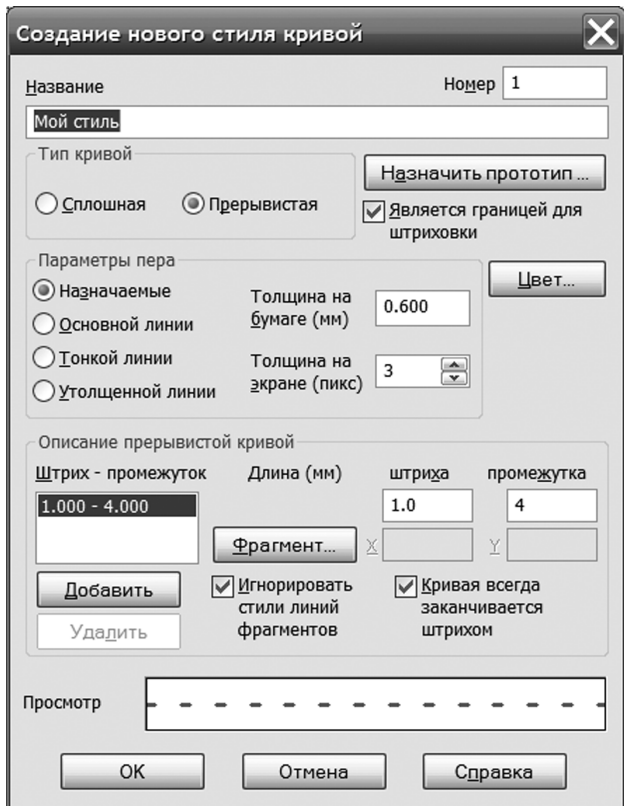 Создание нового стиля кривой
Название
Номер 1
Мой стиль
Тип кривой
Сплошная Прерывистая
Назначить прототип ...
Является границей для
штриховки
Параметры пера
Назначаемые
Основной линии
Тонкой линии
Утолщенной линии
Толщина на
бумаге (мм)
0.600
Толщина на
экране (пикс)
3
Цвет...
Описание прерывистой кривой
Штрих - промежуток Длина (мм) штриха промежутка
1.000 - 4.000
1.0 4
Фрагмент... X Y
Добавить
Удалить
Игнорировать
стили линий
фрагментов
Кривая всегда
заканчивается
штрихом
Просмотр
OK Отмена Справка